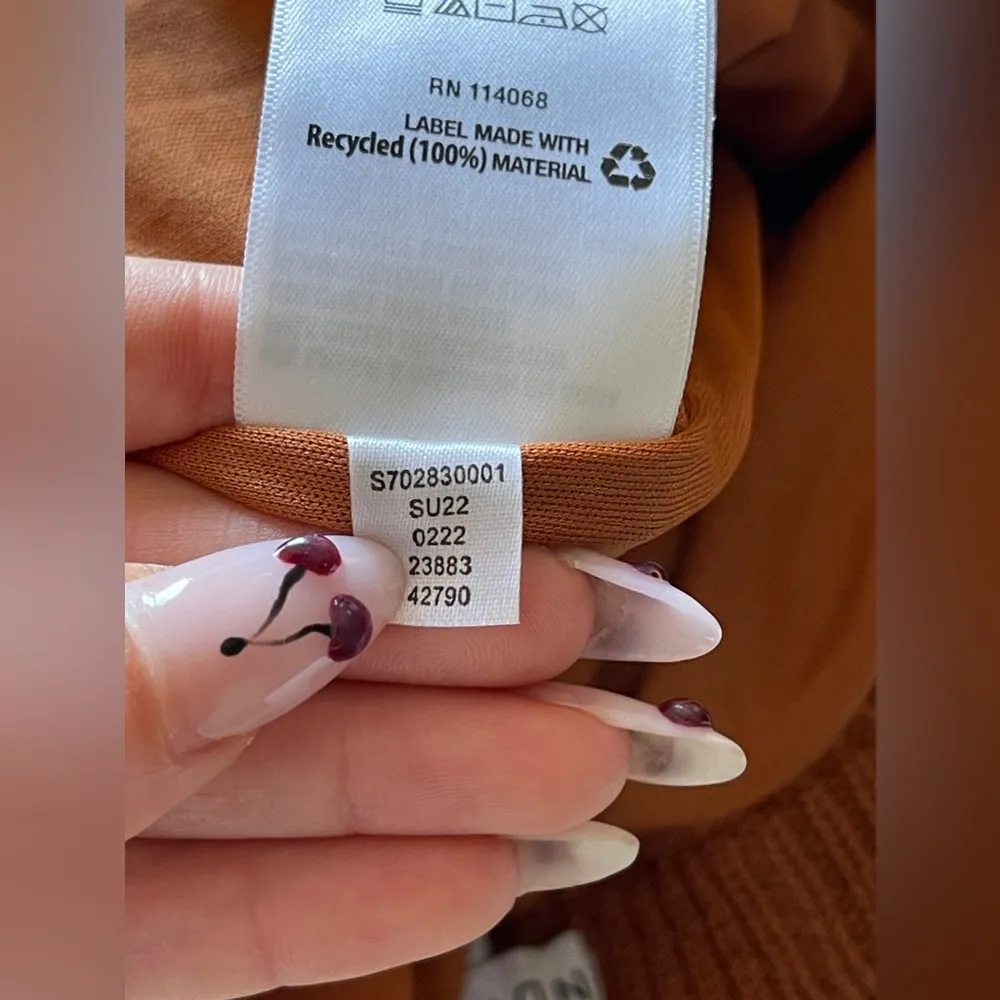 RN 114068
LABEL MADE WITH
Recycled (100%) MATERIAL
S702830001
SU22
0222
23883
42790